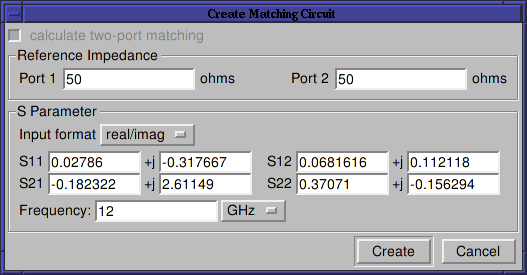 Create Matching Circuit
calculate two-port matching
Reference Impedance
Port 1 50 ohms Port 2 50 ohms
S Parameter
Input format real/imag
S11 0.02786 +j -0.317667 S12 0.0681616 +j 0.112118
S21 -0.182322 +j 2.61149 S22 0.37071 +j -0.156294
Frequency: 12 GHz
Create Cancel